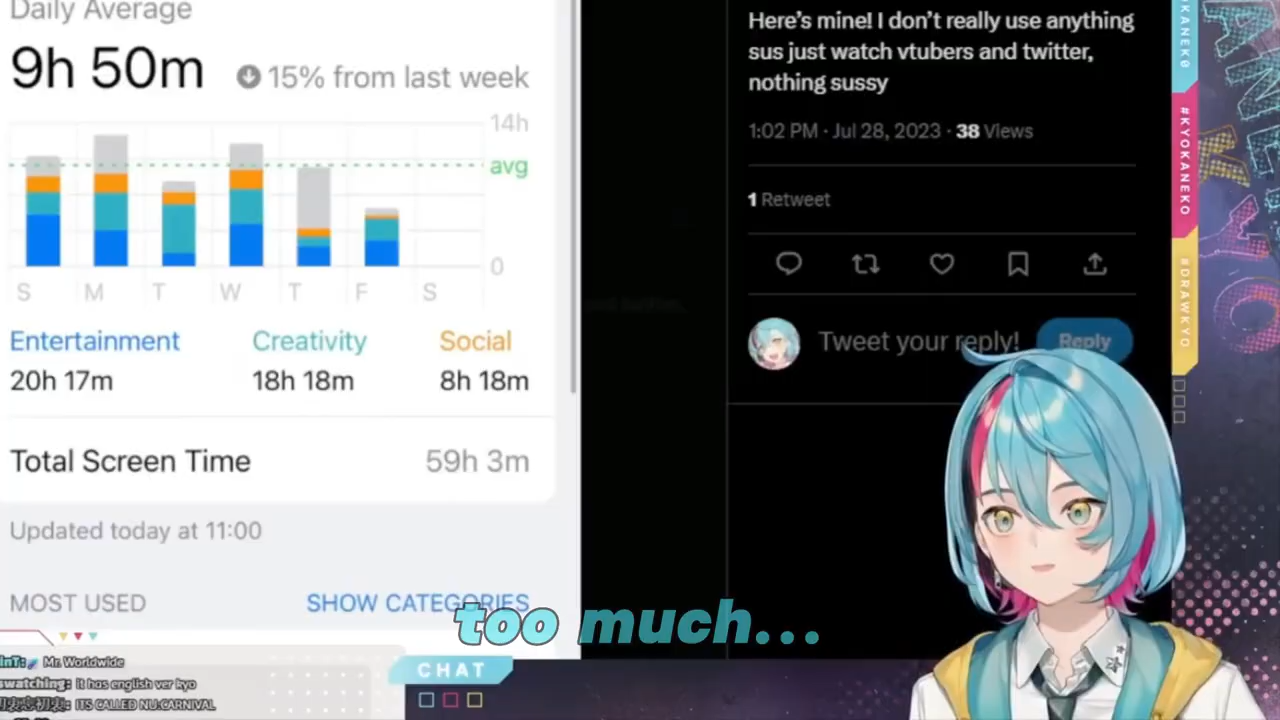 Daily Average
9h 50m
15% from last week
14h
avg
0
S M T W T F S
Entertainment Creativity Social
20h 17m 18h 18m 8h 18m
Total Screen Time 59h 3m
Updated today at 11:00
MOST USED SHOW CATEGORIES
Here's mine! I don't really use anything
sus just watch vtubers and twitter,
nothing sussy
1:02 PM · Jul 28, 2023 · 38 Views
1 Retweet
Tweet your reply! Reply
too much...
Mr. Worldwide
swatching: it has english ver kyo
ITS CALLED NU:CARNIVAL
CHAT
#KYOKANEKO
#DRAWKYO